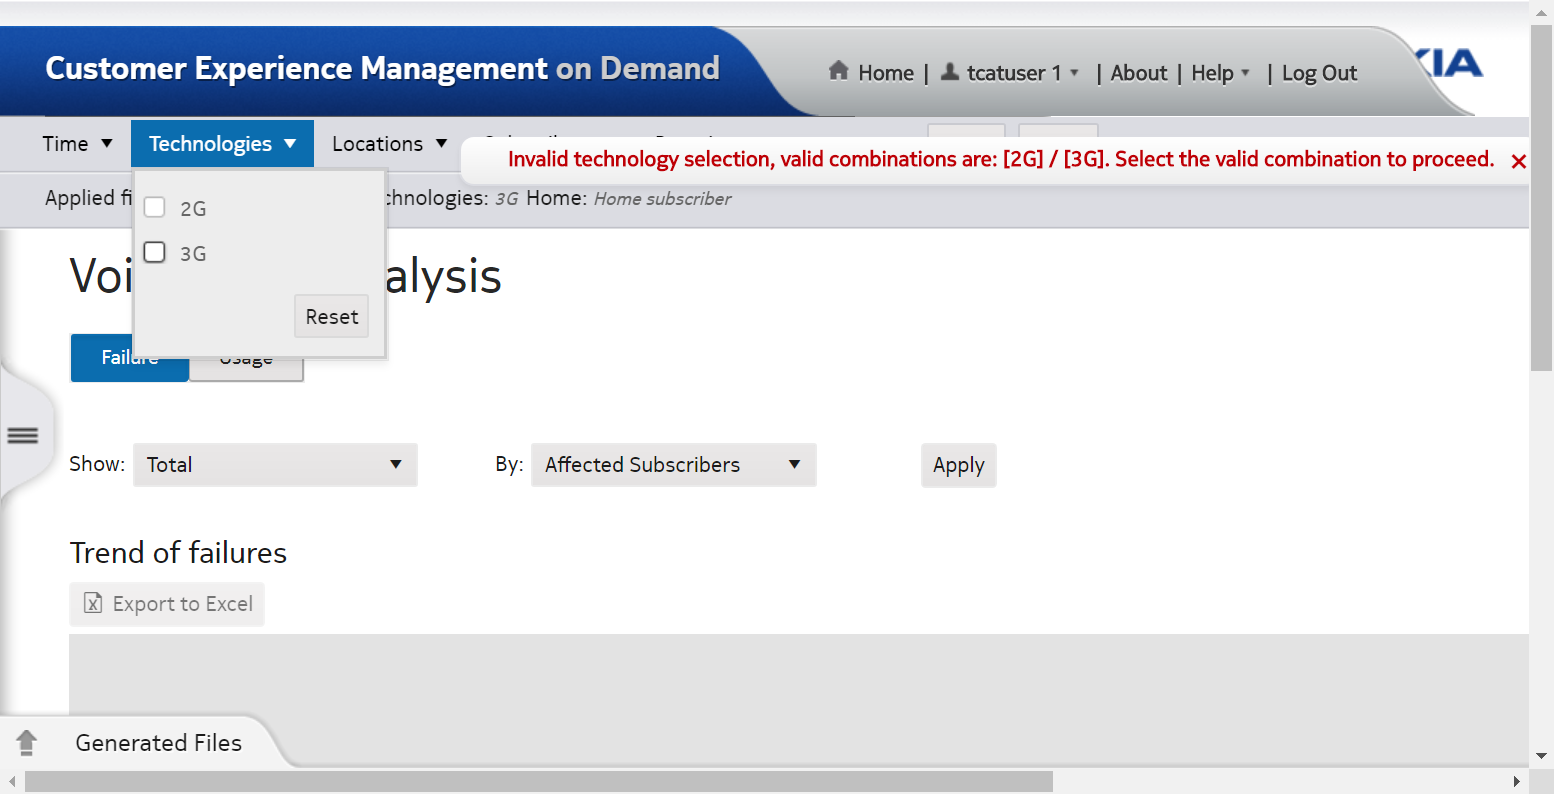 Customer Experience Management on Demand
Home | tcatuser 1 | About | Help | Log Out
KIA
Time Technologies Locations
Invalid technology selection, valid combinations are: [2G] / [3G]. Select the valid combination to proceed.
Applied fi chnologies: 3G Home: Home subscriber
2G
3G
Voi alysis
Reset
Failure Usage
Show: Total By: Affected Subscribers Apply
Trend of failures
Export to Excel
Generated Files